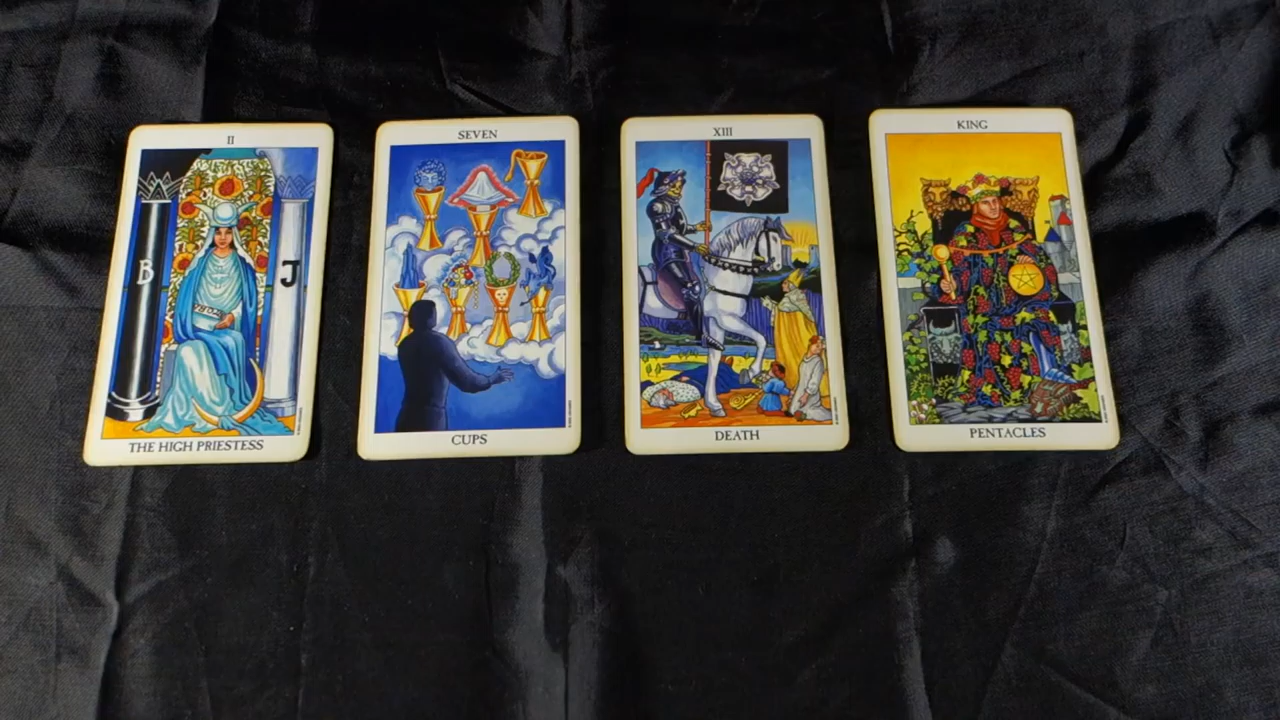 II
B
J
THE HIGH PRIESTESS
SEVEN
CUPS
XIII
DEATH
KING
PENTACLES